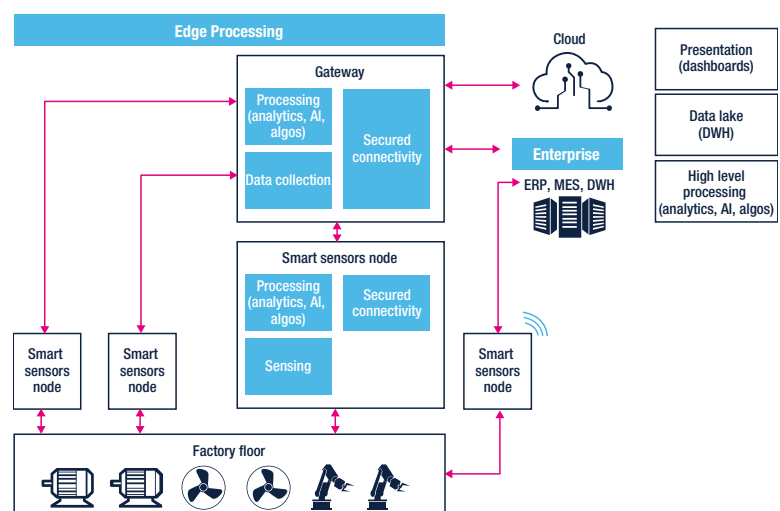 Edge Processing
Gateway
Processing
(analytics, AI,
algos)
Secured
connectivity
Data collection
Cloud
Enterprise
ERP, MES, DWH
Presentation
(dashboards)
Data lake
(DWH)
High level
processing
(analytics, AI, algos)
Smart sensors node
Processing
(analytics, AI,
algos)
Secured
connectivity
Sensing
Smart
sensors
node
Smart
sensors
node
Smart
sensors
node
Factory floor